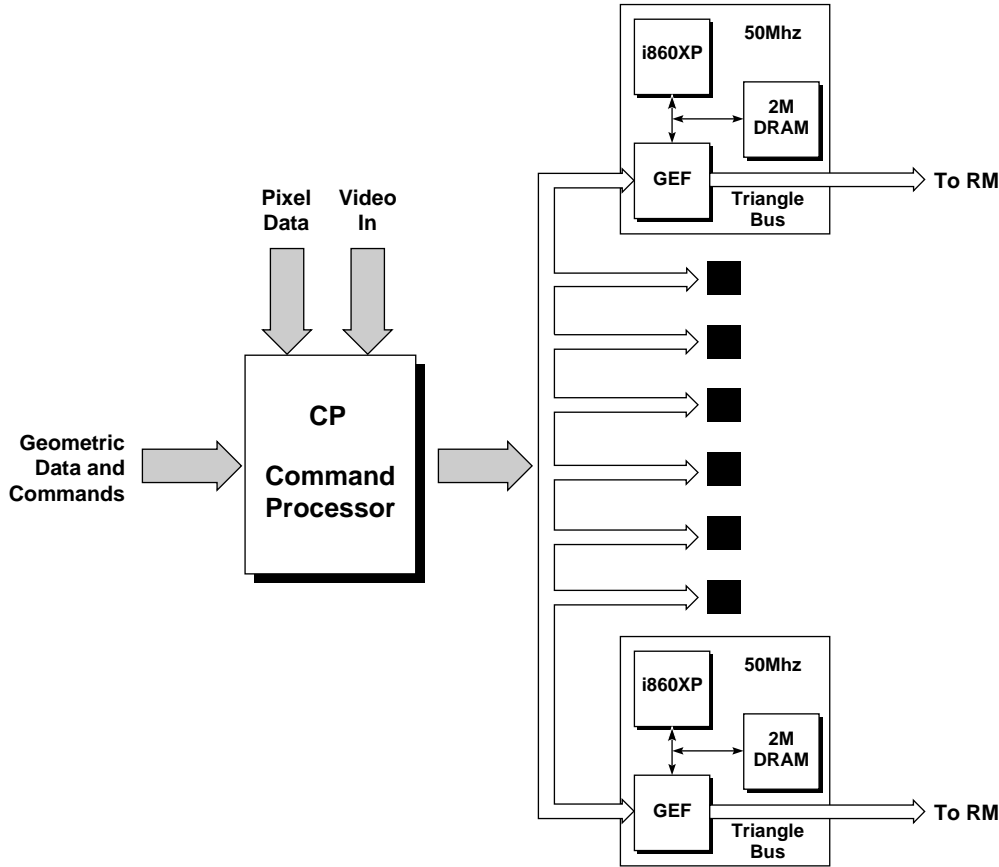 50Mhz
i860XP
2M
DRAM
GEF
To RM
Triangle
Bus
Pixel
Data
Video
In
CP
Command
Processor
Geometric
Data and
Commands
50Mhz
i860XP
2M
DRAM
GEF
To RM
Triangle
Bus